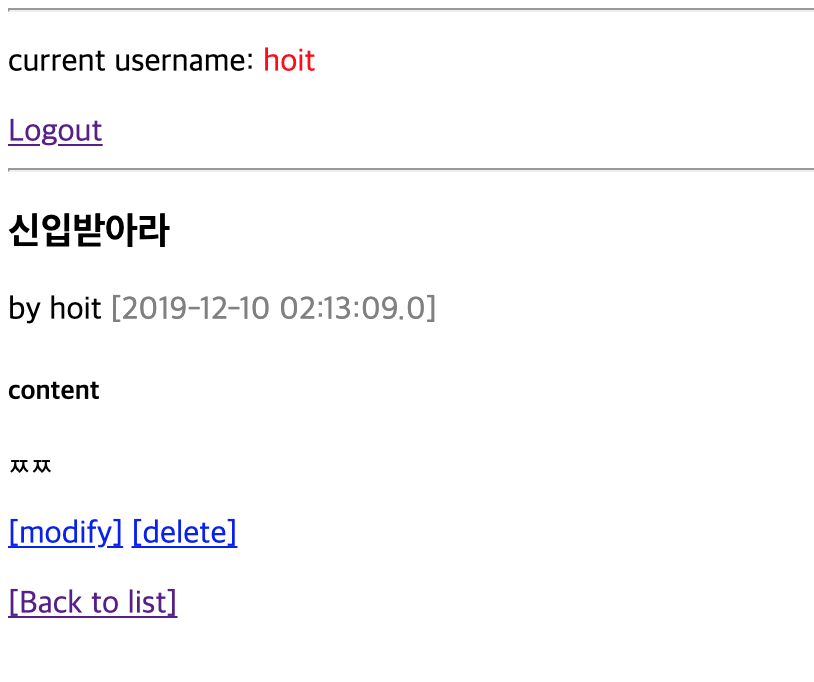 current username: hoit
Logout
신입받아라
by hoit [2019-12-10 02:13:09.0]
content
ㅉㅉ
[modify] [delete]
[Back to list]